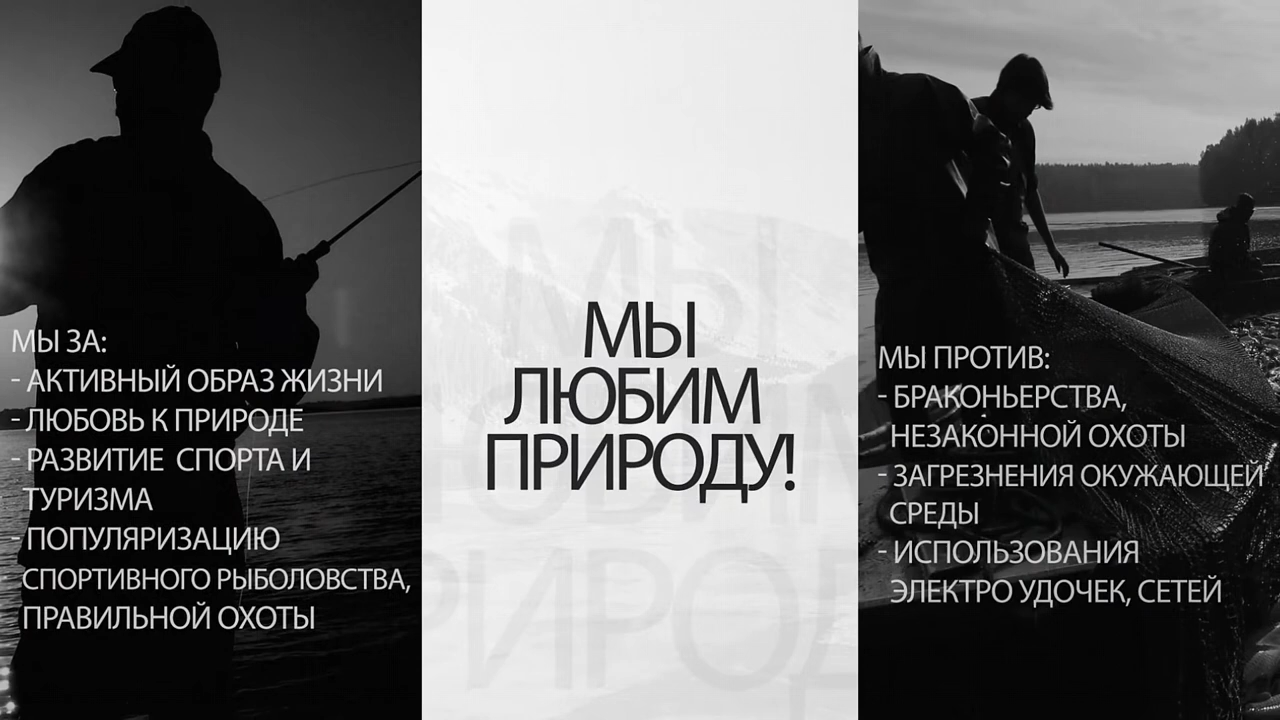 МЫ ЗА:
- АКТИВНЫЙ ОБРАЗ ЖИЗНИ
- ЛЮБОВЬ К ПРИРОДЕ
- РАЗВИТИЕ СПОРТА И
ТУРИЗМА
- ПОПУЛЯРИЗАЦИЮ
СПОРТИВНОГО РЫБОЛОВСТВА,
ПРАВИЛЬНОЙ ОХОТЫ
МЫ
ЛЮБИМ
ПРИРОДУ!
МЫ ПРОТИВ:
- БРАКОНЬЕРСТВА,
НЕЗАКОННОЙ ОХОТЫ
- ЗАГРЕЗНЕНИЯ ОКУЖАЮЩЕЙ
СРЕДЫ
- ИСПОЛЬЗОВАНИЯ
ЭЛЕКТРО УДОЧЕК, СЕТЕЙ